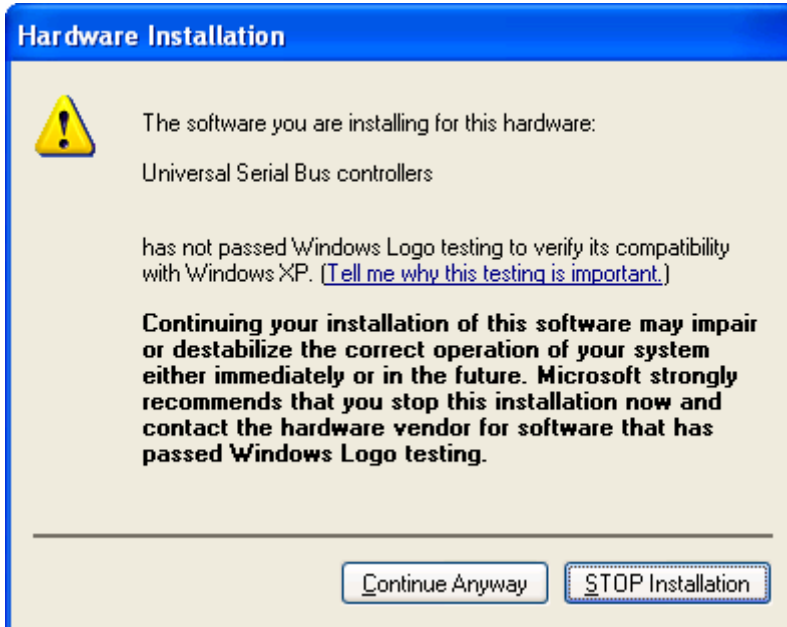 Hardware Installation
The software you are installing for this hardware:
Universal Serial Bus controllers
has not passed Windows Logo testing to verify its compatibility
with Windows XP. (Tell me why this testing is important.)
Continuing your installation of this software may impair
or destabilize the correct operation of your system
either immediately or in the future. Microsoft strongly
recommends that you stop this installation now and
contact the hardware vendor for software that has
passed Windows Logo testing.
Continue Anyway STOP Installation